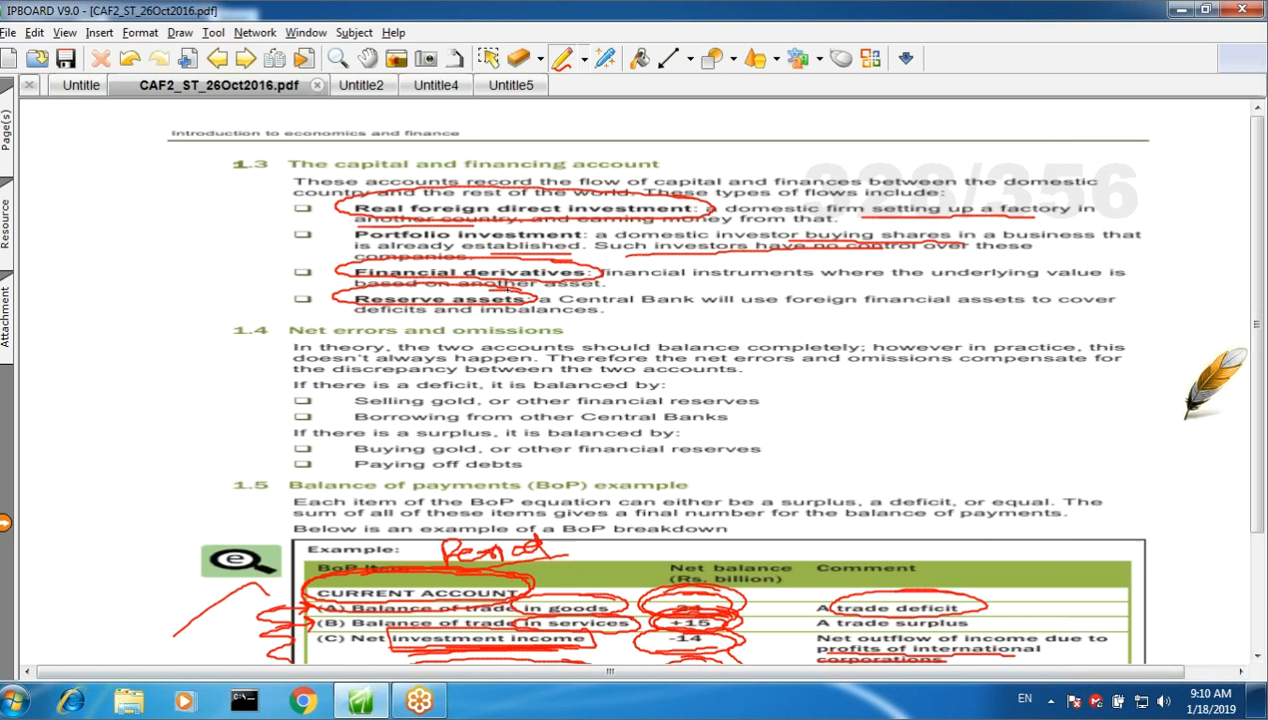 IPBOARD V9.0 - [CAF2_ST_26Oct2016.pdf]
File Edit View Insert Format Draw Tool Network Window Subject Help
Untitle CAF2_ST_26Oct2016.pdf Untitle2 Untitle4 Untitle5
Page(s)
Resource
Attachment
Introduction to economics and finance
328/356
1.3 The capital and financing account
These accounts record the flow of capital and finances between the domestic
country and the rest of the world. These types of flows include:
Real foreign direct investment: a domestic firm setting up a factory in
another country, and earning money from that.
Portfolio investment: a domestic investor buying shares in a business that
is already established. Such investors have no control over these
companies.
Financial derivatives: financial instruments where the underlying value is
based on another asset.
Reserve assets: a Central Bank will use foreign financial assets to cover
deficits and imbalances.
1.4 Net errors and omissions
In theory, the two accounts should balance completely; however in practice, this
doesn't always happen. Therefore the net errors and omissions compensate for
the discrepancy between the two accounts.
If there is a deficit, it is balanced by:
Selling gold, or other financial reserves
Borrowing from other Central Banks
If there is a surplus, it is balanced by:
Buying gold, or other financial reserves
Paying off debts
1.5 Balance of payments (BoP) example
Each item of the BoP equation can either be a surplus, a deficit, or equal. The
sum of all of these items gives a final number for the balance of payments.
Below is an example of a BoP breakdown
e
Example: Period
BoP Item Net balance Comment
(Rs. billion)
CURRENT ACCOUNT
(A) Balance of trade in goods A trade deficit
(B) Balance of trade in services +15 A trade surplus
(C) Net investment income -14 Net outflow of income due to
profits of international
corporations
EN 9:10 AM
1/18/2019